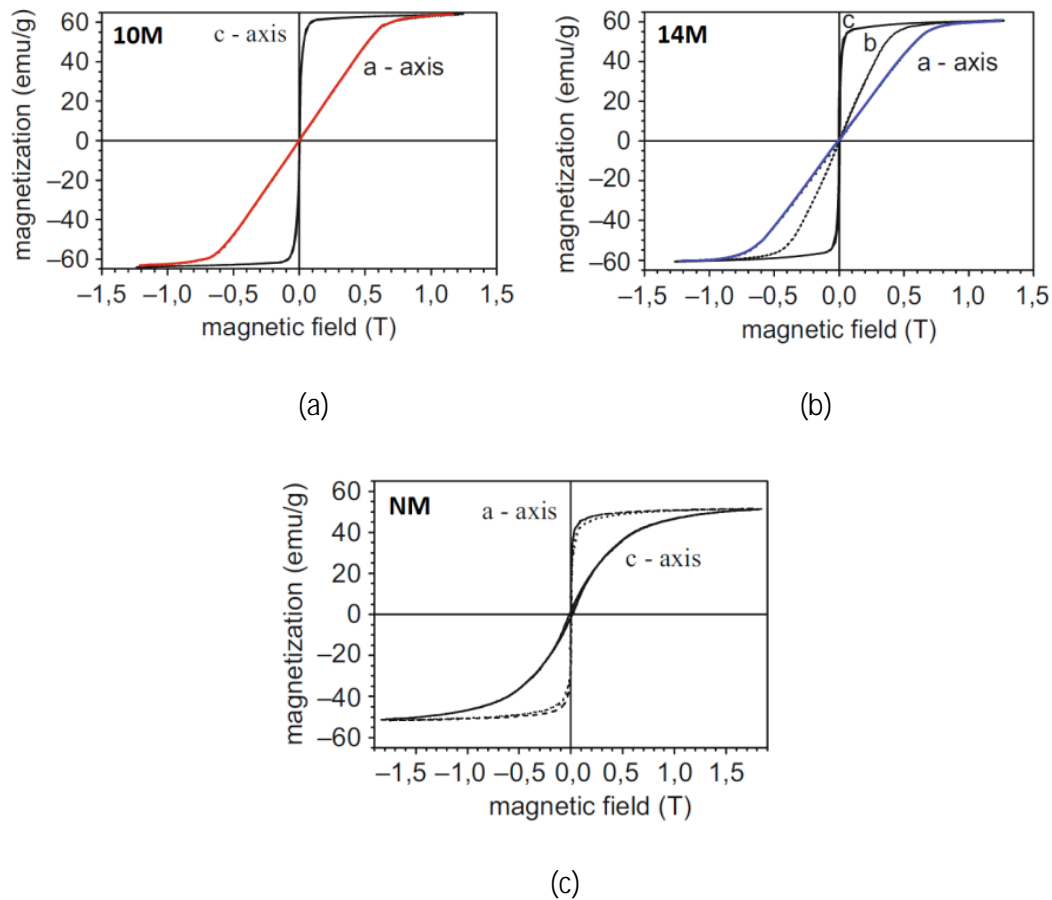 10M
c - axis
a - axis
60
40
20
0
–20
–40
–60
magnetization (emu/g)
–1,5 –1,0 –0,5 0,0 0,5 1,0 1,5
magnetic field (T)
(a)
14M
c
b
a - axis
60
40
20
0
–20
–40
–60
magnetization (emu/g)
–1,5 –1,0 –0,5 0,0 0,5 1,0 1,5
magnetic field (T)
(b)
NM
a - axis
c - axis
60
40
20
0
–20
–40
–60
magnetization (emu/g)
–1,5 –1,0 –0,5 0,0 0,5 1,0 1,5
magnetic field (T)
(c)